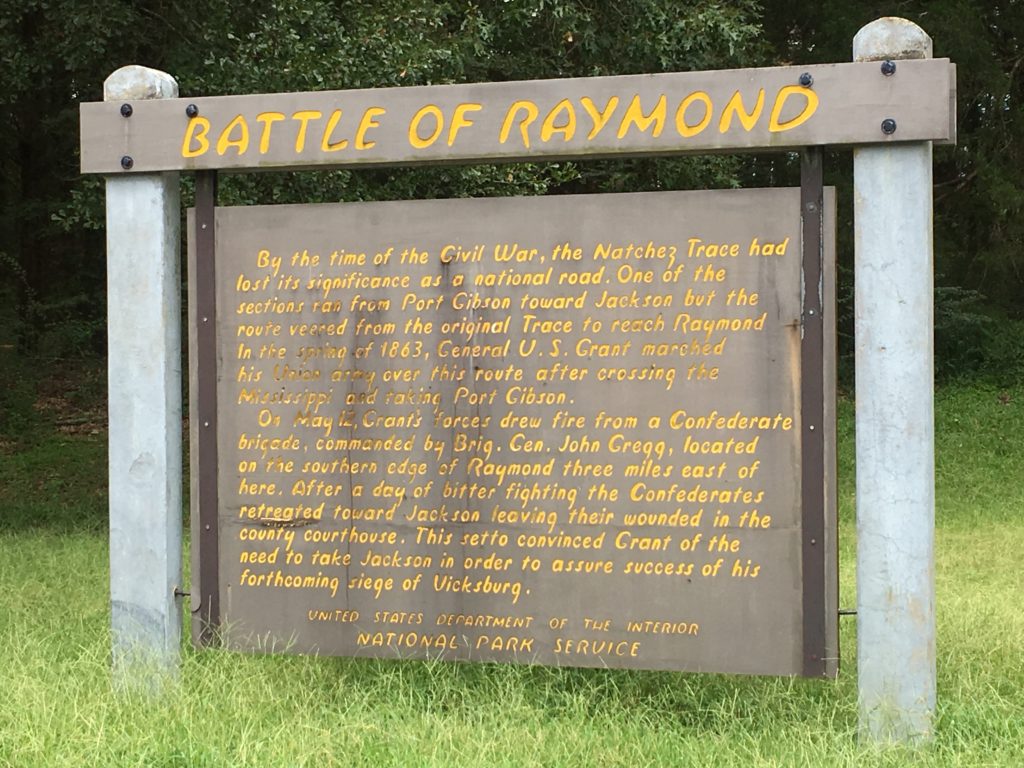 BATTLE OF RAYMOND
By the time of the Civil War, the Natchez Trace had
lost its significance as a national road. One of the
sections ran from Port Gibson toward Jackson but the
route veered from the original Trace to reach Raymond
In the spring of 1863, General U. S. Grant marched
his Union army over this route after crossing the
Mississippi and taking Port Gibson.
On May 12, Grant's forces drew fire from a Confederate
brigade, commanded by Brig. Gen. John Gregg, located
on the southern edge of Raymond three miles east of
here. After a day of bitter fighting the Confederates
retreated toward Jackson leaving their wounded in the
county courthouse. This setto convinced Grant of the
need to take Jackson in order to assure success of his
forthcoming siege of Vicksburg.
UNITED STATES DEPARTMENT OF THE INTERIOR
NATIONAL PARK SERVICE